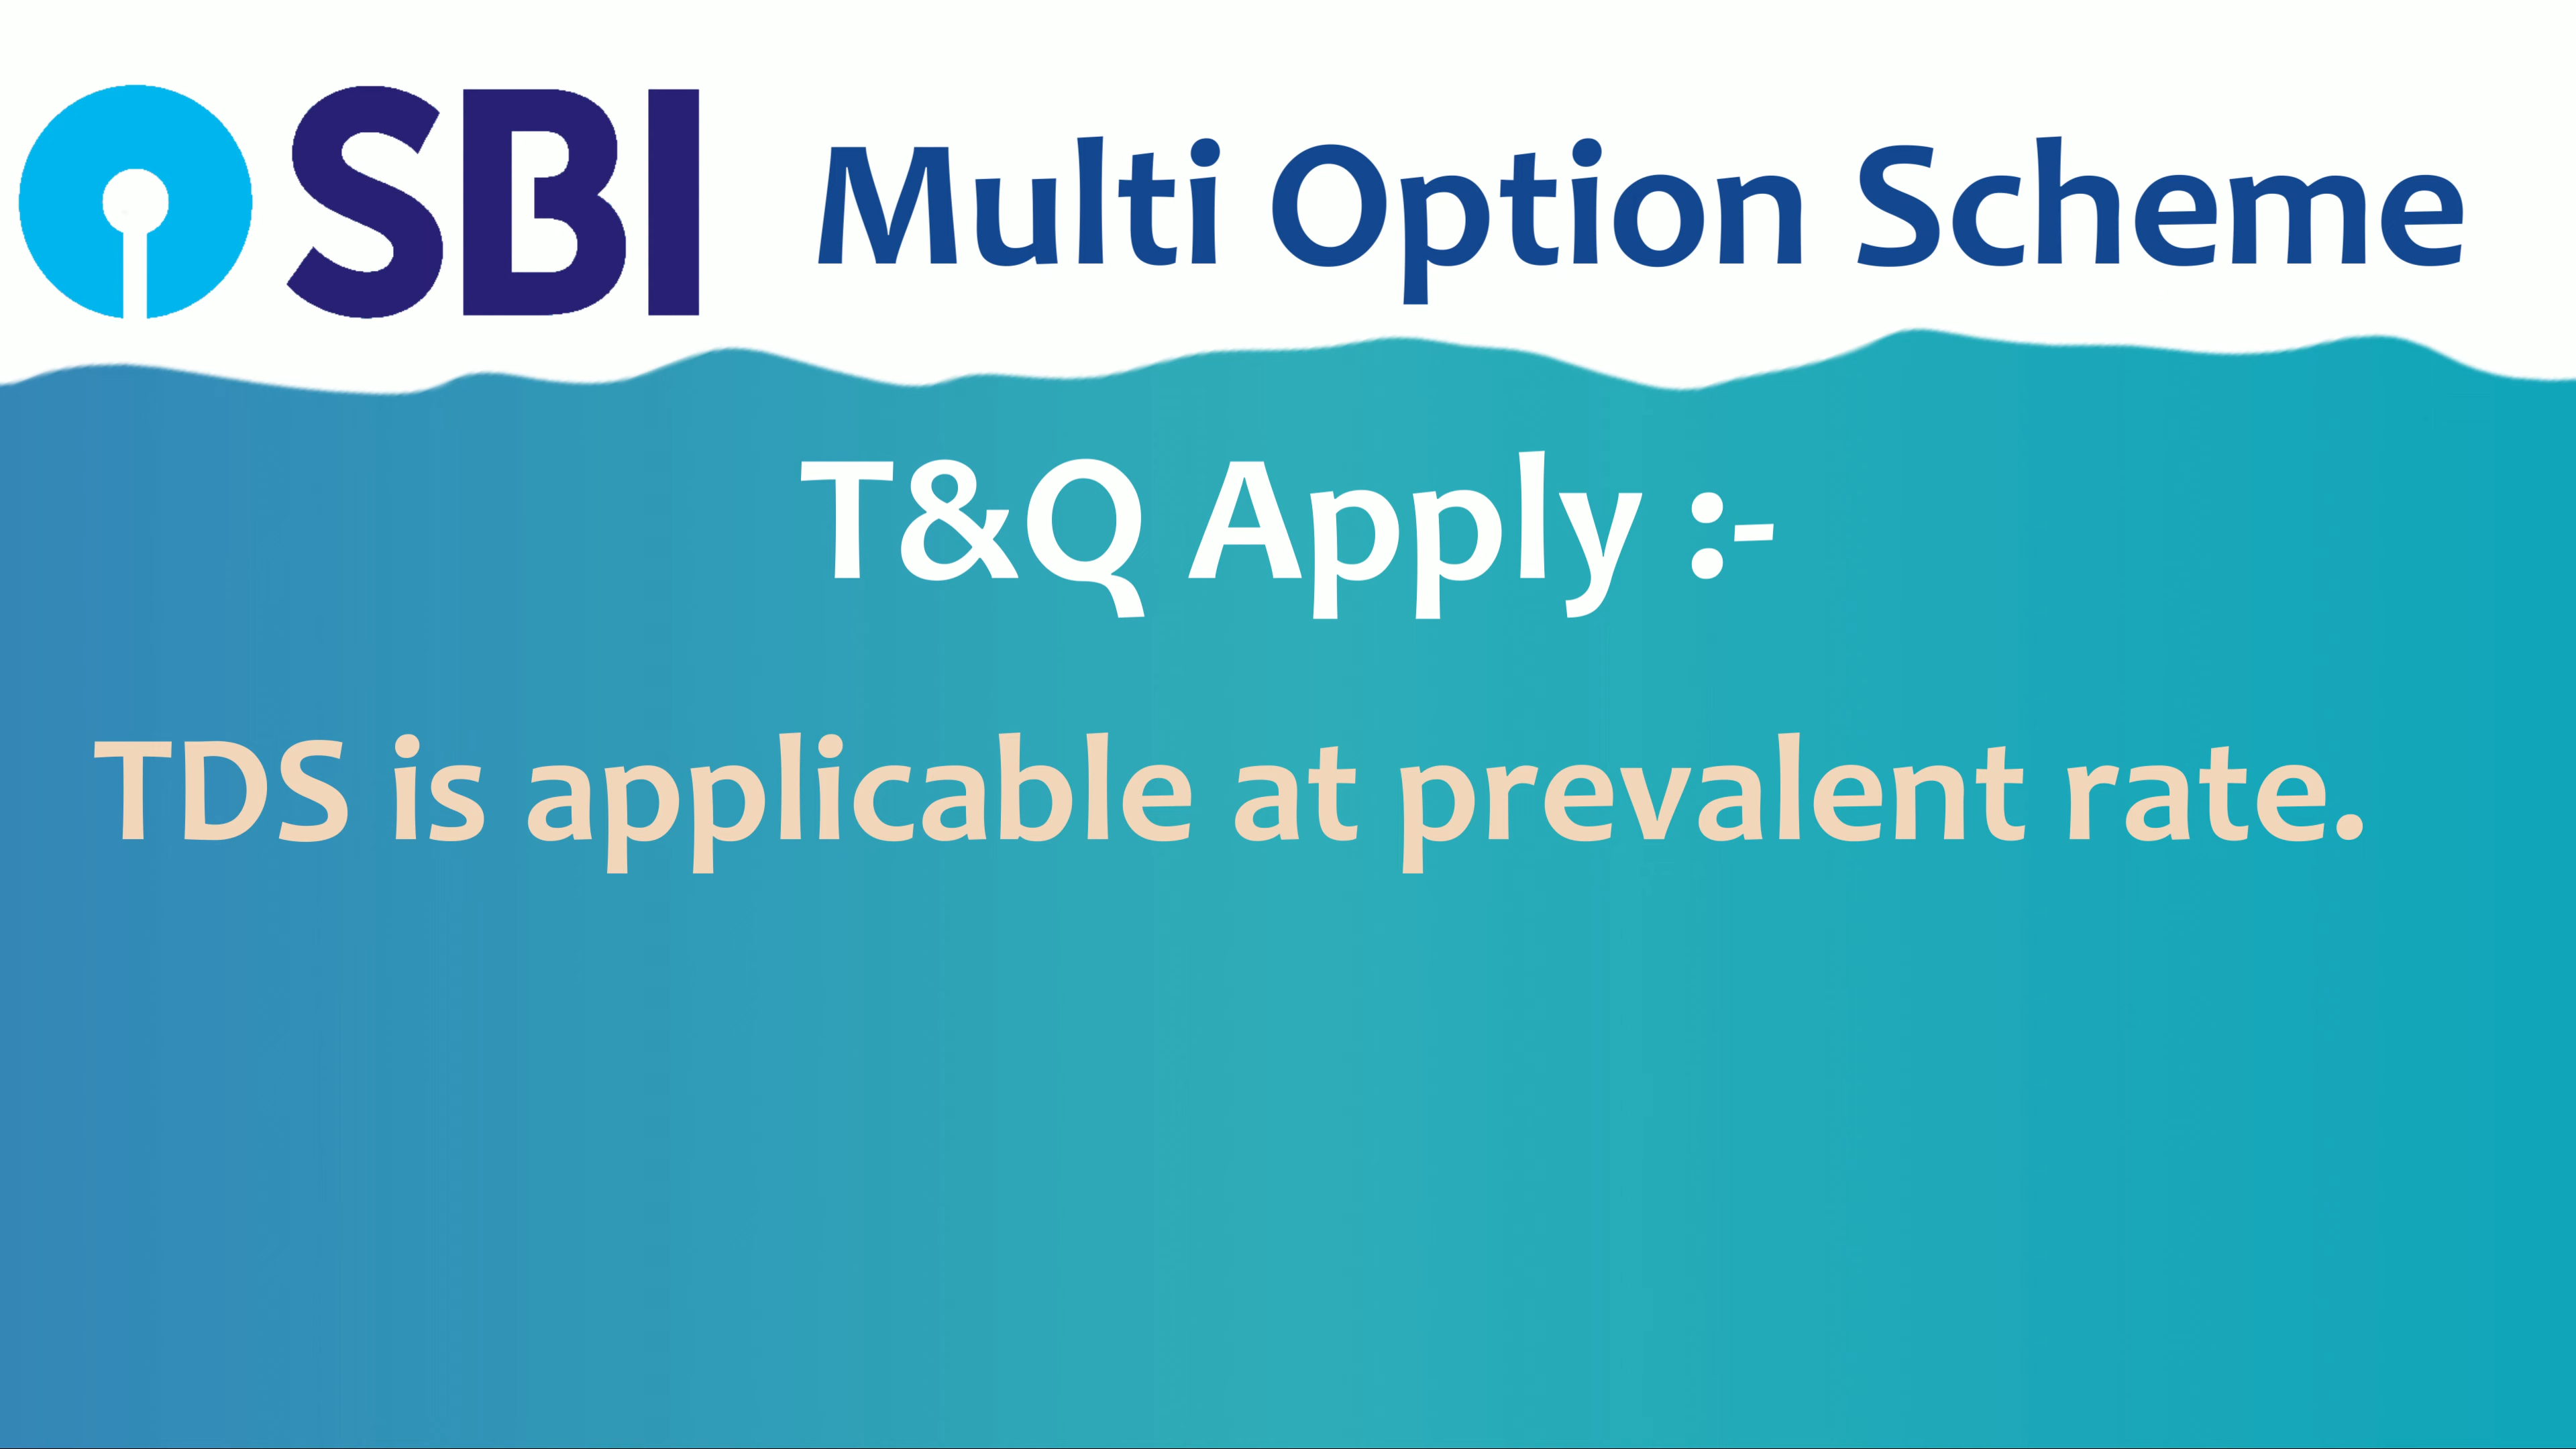 SBI Multi Option Scheme
T&Q Apply :-
TDS is applicable at prevalent rate.